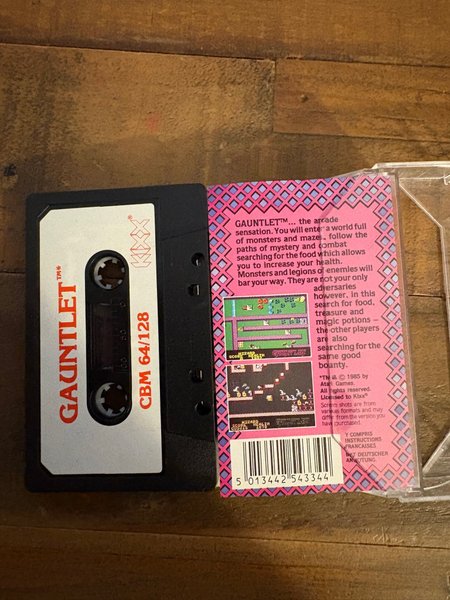 GAUNTLET™*
CBM 64/128
KIXX®
GAUNTLET™... the arcade
sensation. You will enter a world full
of monsters and mazes, follow the
paths of mystery and combat
searching for the food which allows
you to increase your health.
Monsters and legions of enemies will
bar your way. They are not your only
adversaries
however, in this
search for food,
treasure and
magic potions –
the other players
are also
searching for the
same good
bounty.
*TM & © 1985 by
Atari Games.
All rights reserved.
Licensed to Kixx.
Screen shots are from
various formats and may
differ from the version you
have purchased.
Y COMPRIS
INSTRUCTIONS
FRANCAISES
MIT DEUTSCHER
ANLEITUNG.
GAUNTLET
5 013442 543344